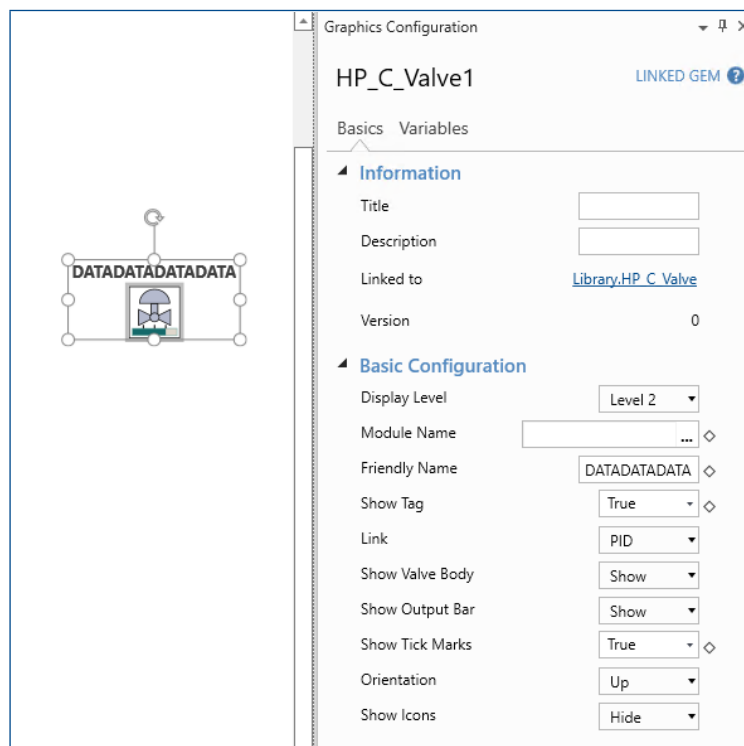 Graphics Configuration
HP_C_Valve1
LINKED GEM ?
Basics Variables
Information
Title
Description
Linked to Library.HP_C_Valve
Version 0
DATADATADATADATA
Basic Configuration
Display Level Level 2
Module Name ...
Friendly Name DATADATADATA
Show Tag True
Link PID
Show Valve Body Show
Show Output Bar Show
Show Tick Marks True
Orientation Up
Show Icons Hide